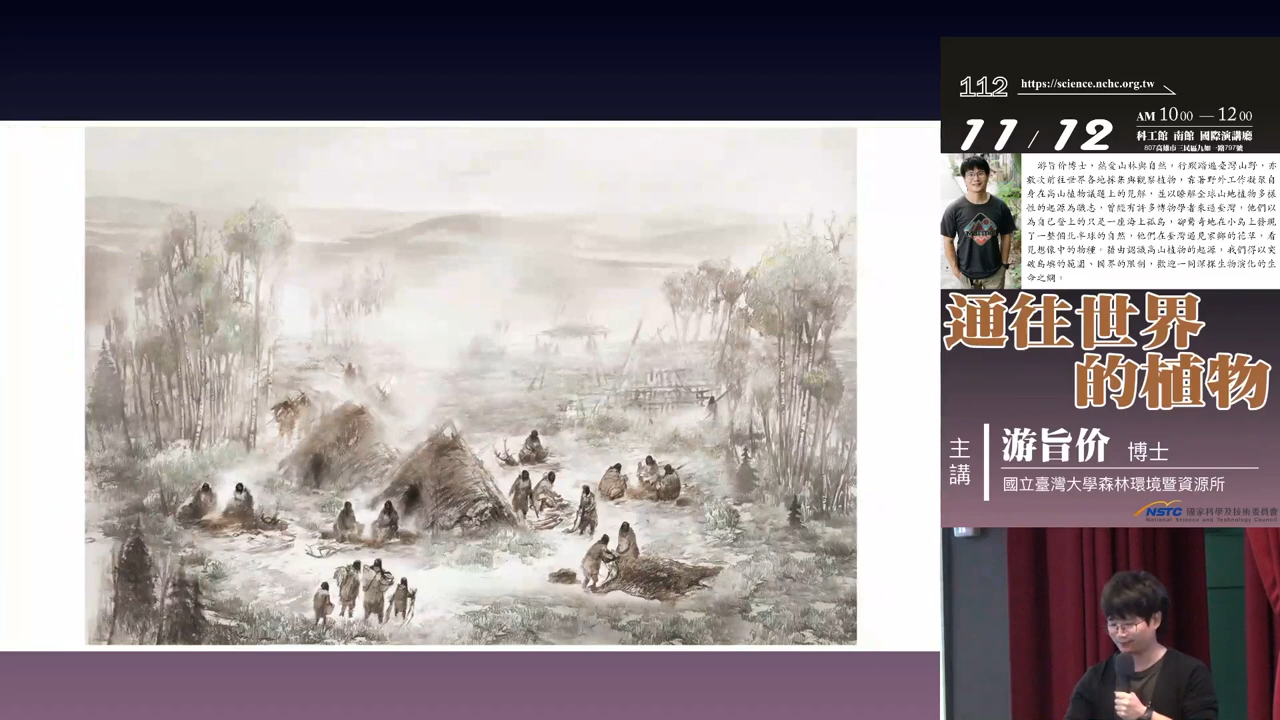 112
https://science.nchc.org.tw
11 / 12
AM 10 00 — 12 00
科工館 南館 國際演講廳
807高雄市三民區九如一路797號
游旨价博士，熱愛山林與自然，行蹤踏遍臺灣山野，亦
數次前往世界各地採集與觀察植物，靠著野外工作凝聚自
身在高山植物議題上的見解，並以瞭解全球山地植物多樣
性的起源為職志，曾經有許多博物學者來過臺灣，他們以
為自己登上的只是一座海上孤島，卻驚奇地在小島上發現
了一整個北半球的自然，他們在臺灣遇見家鄉的花草，看
見想像中的物種。藉由認識高山植物的起源，我們得以突
破島嶼的範圍、國界的限制，歡迎一同深探生物演化的生
命之網。
通往世界
的植物
主講
游旨价 博士
國立臺灣大學森林環境暨資源所
NSTC 國家科學及技術委員會
National Science and Technology Council